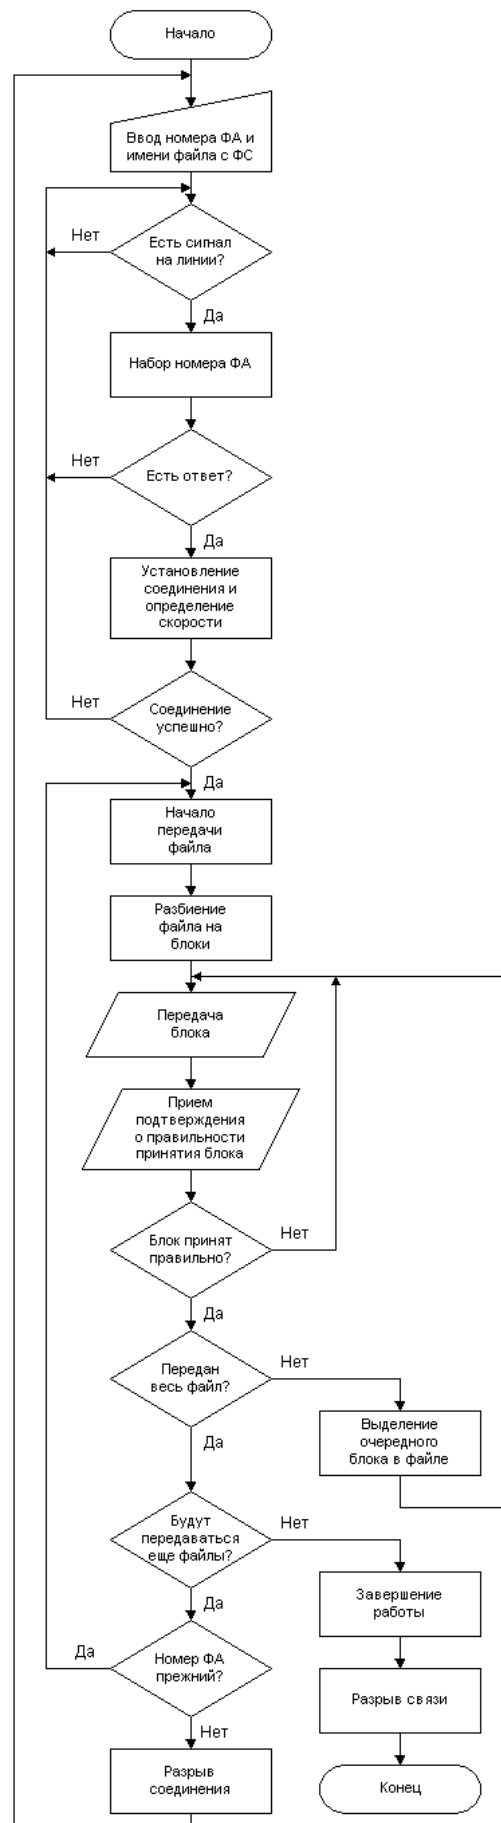 Начало
Ввод номера ФА и
имени файла с ФС
Нет
Есть сигнал
на линии?
Да
Набор номера ФА
Нет
Есть ответ?
Да
Установление
соединения и
определение
скорости
Нет
Соединение
успешно?
Да
Начало
передачи
файла
Разбиение
файла на
блоки
Передача
блока
Прием
подтверждения
о правильности
принятия блока
Блок принят
правильно?
Нет
Да
Передан
весь файл?
Нет
Выделение
очередного
блока в файле
Да
Будут
передаваться
еще файлы?
Нет
Завершение
работы
Да
Да
Номер ФА
прежний?
Разрыв связи
Нет
Разрыв
соединения
Конец